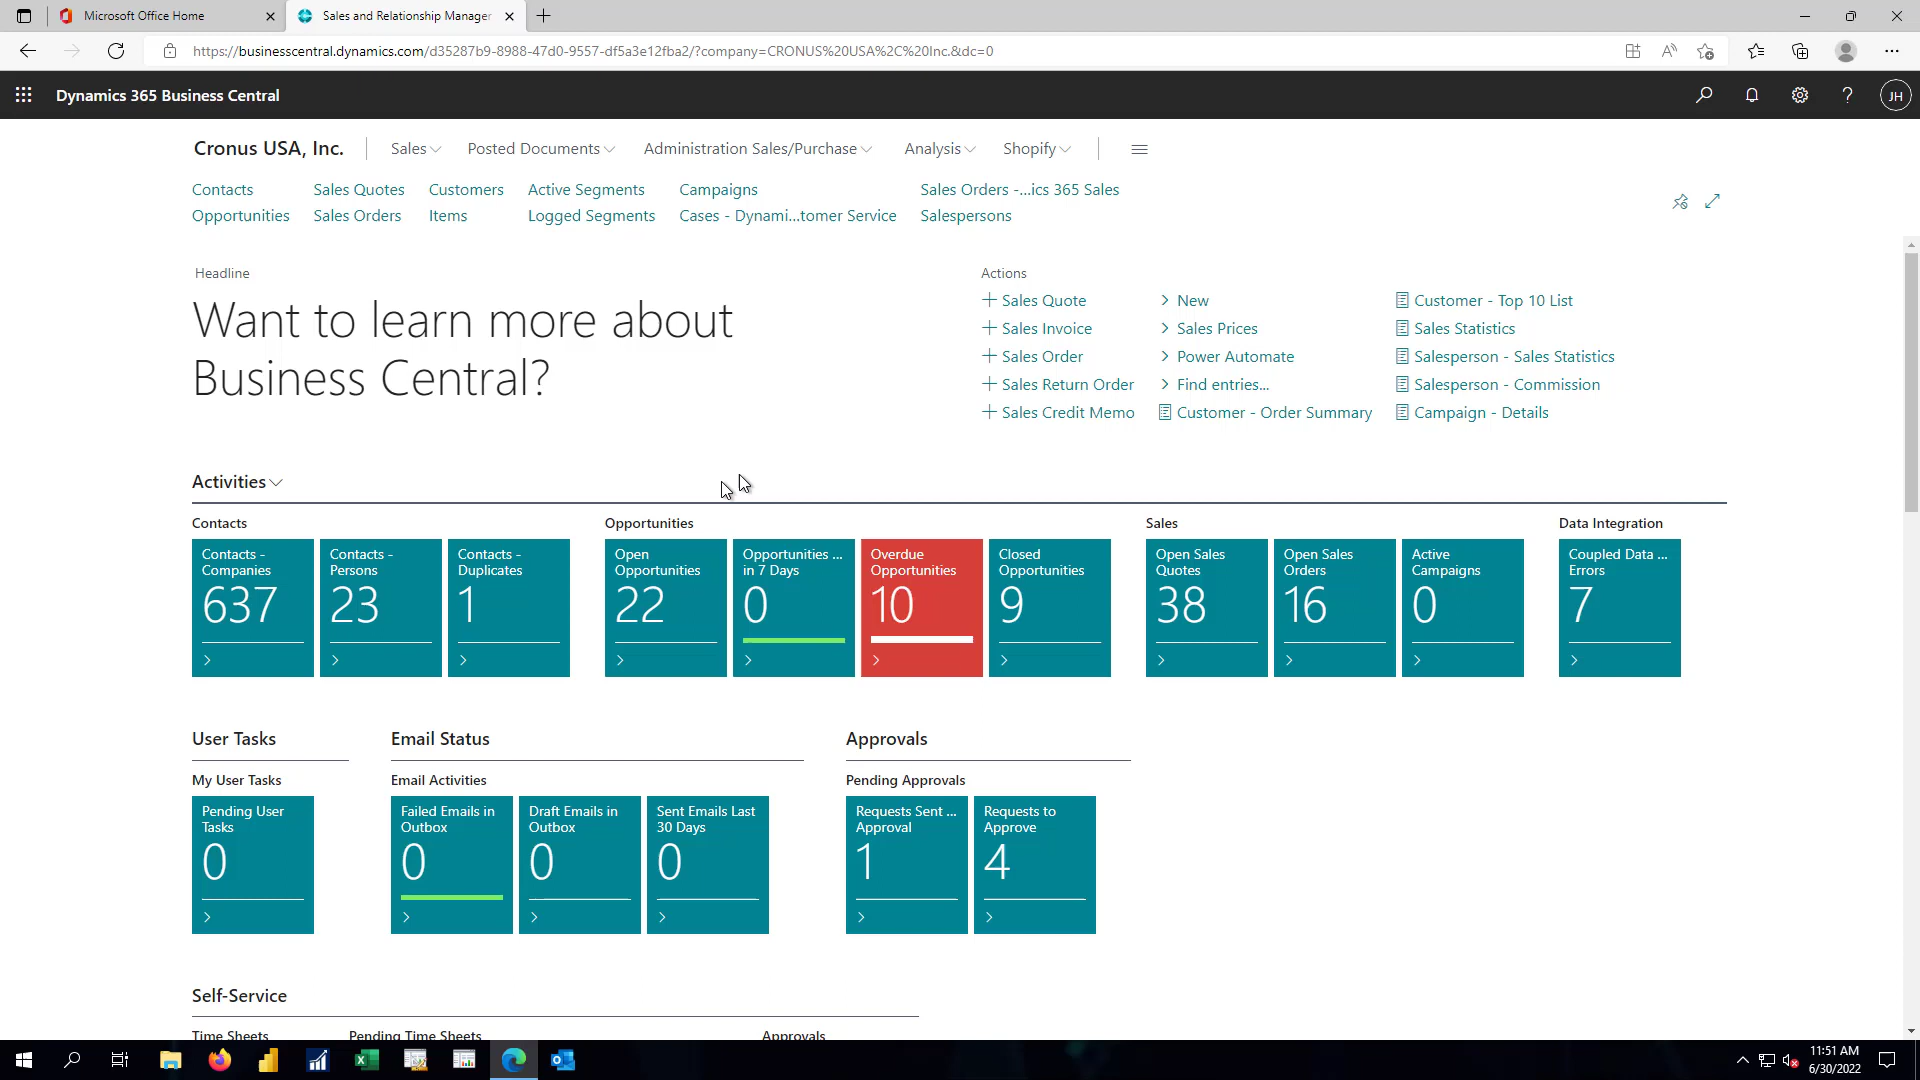 Microsoft Office Home
Sales and Relationship Manager
https://businesscentral.dynamics.com/d35287b9-8988-47d0-9557-df5a3e12fba2/?company=CRONUS%20USA%2C%20Inc.&dc=0
Dynamics 365 Business Central
JH
Cronus USA, Inc.
Sales
Posted Documents
Administration Sales/Purchase
Analysis
Shopify
Contacts
Sales Quotes
Customers
Active Segments
Campaigns
Sales Orders -...ics 365 Sales
Opportunities
Sales Orders
Items
Logged Segments
Cases - Dynami...tomer Service
Salespersons
Headline
Want to learn more about
Business Central?
Actions
Sales Quote
Sales Invoice
Sales Order
Sales Return Order
Sales Credit Memo
New
Sales Prices
Power Automate
Find entries...
Customer - Order Summary
Customer - Top 10 List
Sales Statistics
Salesperson - Sales Statistics
Salesperson - Commission
Campaign - Details
Activities
Contacts
Contacts -
Companies
637
Contacts -
Persons
23
Contacts -
Duplicates
1
Opportunities
Open
Opportunities
22
Opportunities ...
in 7 Days
0
Overdue
Opportunities
10
Closed
Opportunities
9
Sales
Open Sales
Quotes
38
Open Sales
Orders
16
Active
Campaigns
0
Data Integration
Coupled Data ...
Errors
7
User Tasks
My User Tasks
Pending User
Tasks
0
Email Status
Email Activities
Failed Emails in
Outbox
0
Draft Emails in
Outbox
0
Sent Emails Last
30 Days
0
Approvals
Pending Approvals
Requests Sent ...
Approval
1
Requests to
Approve
4
Self-Service
Time Sheets
Pending Time Sheets
Approvals
11:51 AM
6/30/2022